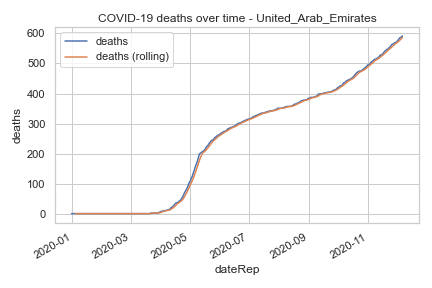 COVID-19 deaths over time - United_Arab_Emirates
deaths
deaths (rolling)
600
500
400
300
200
100
0
deaths
2020-01
2020-03
2020-05
2020-07
2020-09
2020-11
dateRep